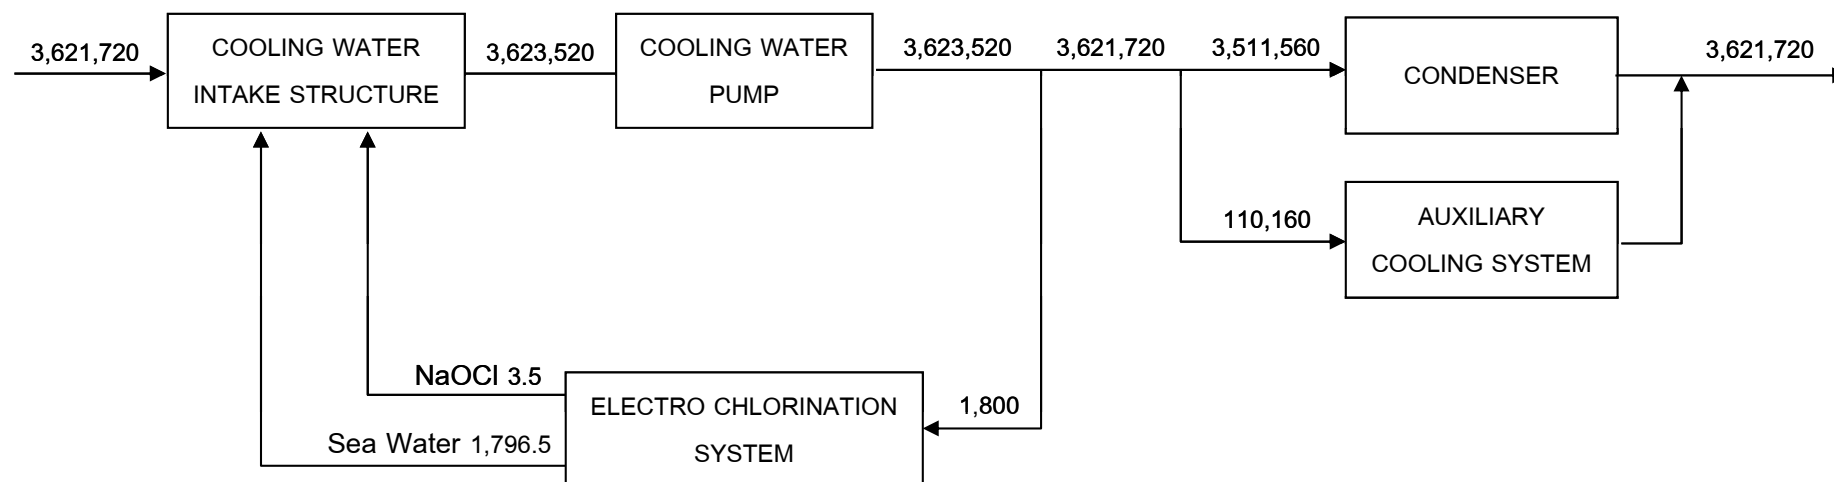 3,621,720
COOLING WATER
INTAKE STRUCTURE
3,623,520
COOLING WATER
PUMP
3,623,520
3,621,720
3,511,560
CONDENSER
3,621,720
110,160
AUXILIARY
COOLING SYSTEM
NaOCl 3.5
Sea Water 1,796.5
ELECTRO CHLORINATION
SYSTEM
1,800